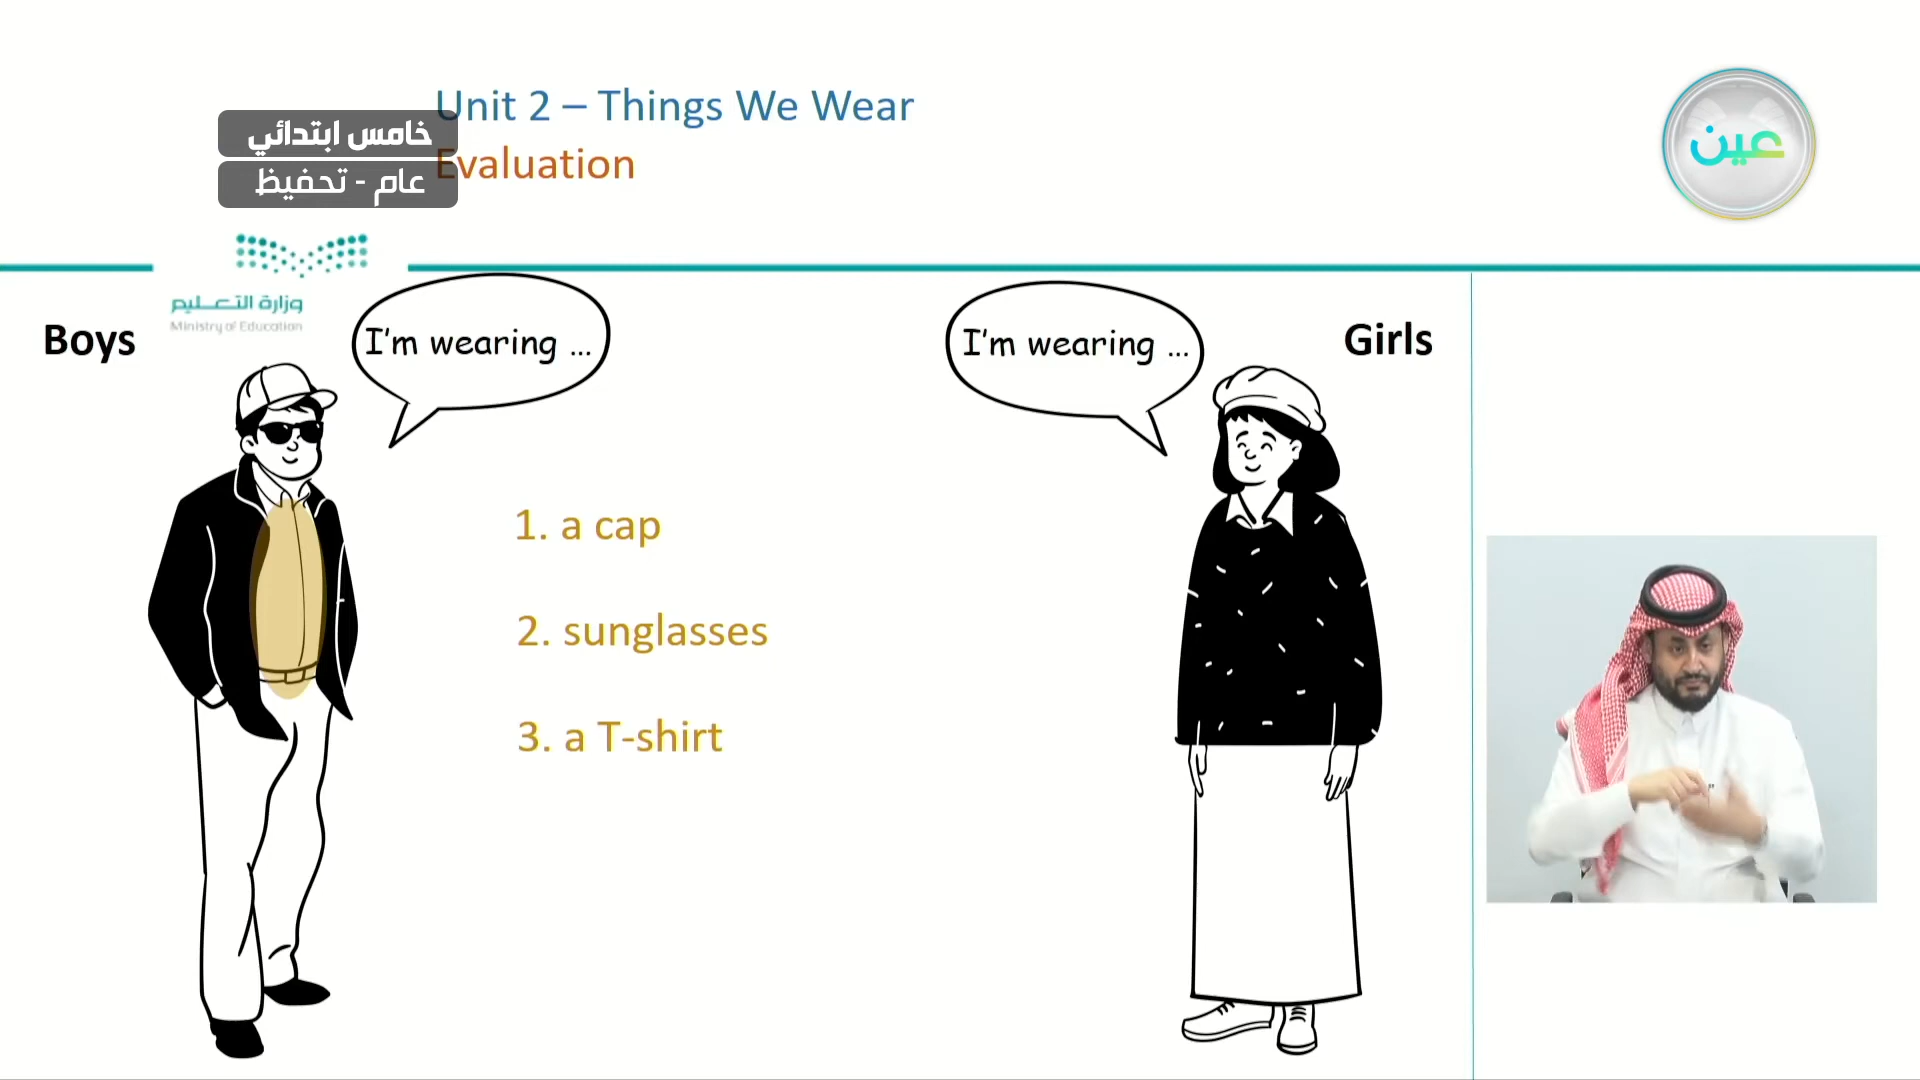 Unit 2 – Things We Wear
Evaluation
خامس ابتدائي
عام - تحفيظ
عين
وزارة التعليم
Ministry of Education
Boys
I'm wearing ...
I'm wearing ...
Girls
1. a cap
2. sunglasses
3. a T-shirt